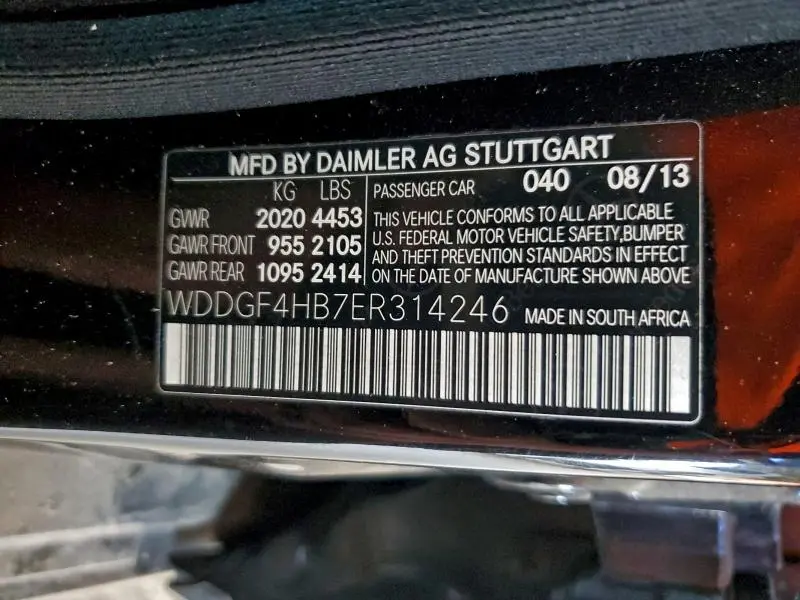 MFD BY DAIMLER AG STUTTGART
KG LBS
GVWR 2020 4453
GAWR FRONT 955 2105
GAWR REAR 1095 2414
PASSENGER CAR 040 08/13
THIS VEHICLE CONFORMS TO ALL APPLICABLE
U.S. FEDERAL MOTOR VEHICLE SAFETY,BUMPER
AND THEFT PREVENTION STANDARDS IN EFFECT
ON THE DATE OF MANUFACTURE SHOWN ABOVE
WDDGF4HB7ER314246 MADE IN SOUTH AFRICA